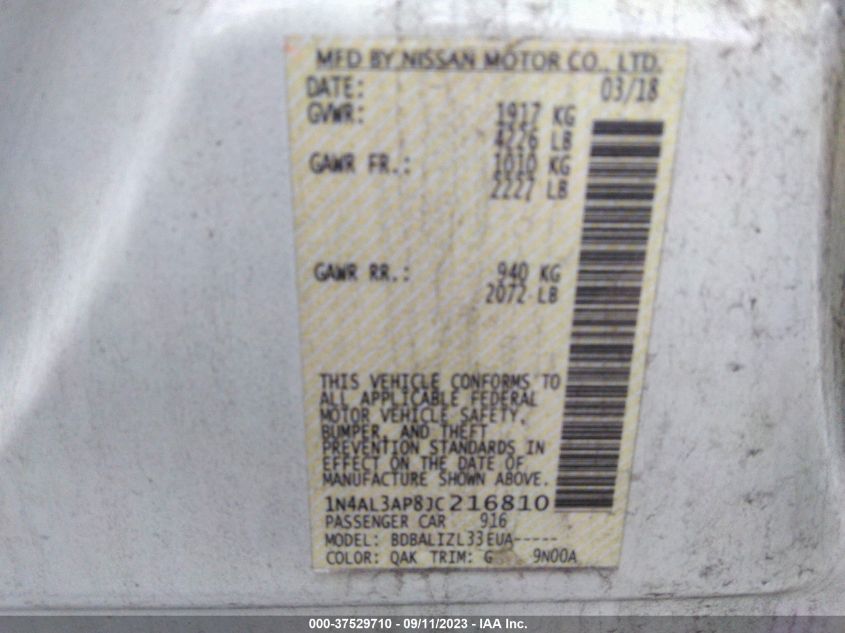 MFD BY NISSAN MOTOR CO., LTD.
DATE: 03/18
GVWR: 1917 KG
4226 LB
GAWR FR.: 1010 KG
2227 LB
GAWR RR.: 940 KG
2072 LB
THIS VEHICLE CONFORMS TO
ALL APPLICABLE FEDERAL
MOTOR VEHICLE SAFETY,
BUMPER, AND THEFT
PREVENTION STANDARDS IN
EFFECT ON THE DATE OF
MANUFACTURE SHOWN ABOVE.
1N4AL3AP8JC216810
PASSENGER CAR 916
MODEL: BDBALIZL33EUA-----
COLOR: QAK TRIM: G 9N00A
000-37529710 - 09/11/2023 - IAA Inc.